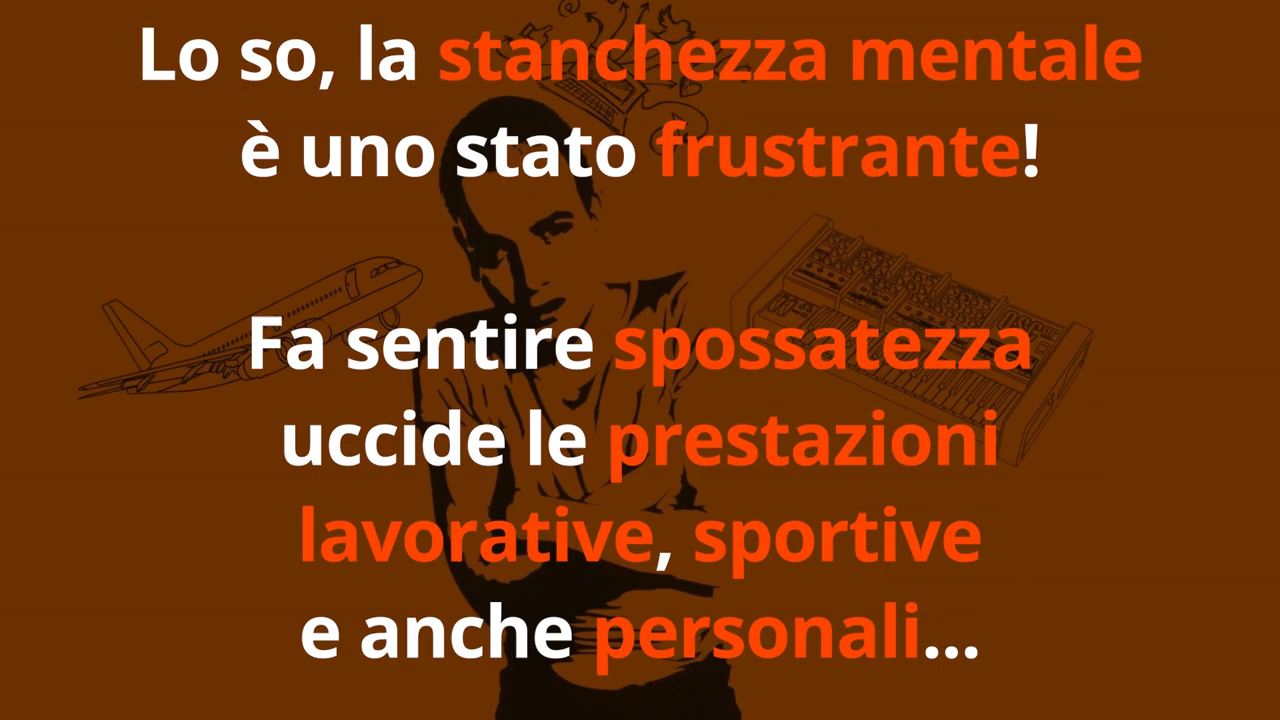 Lo so, la stanchezza mentale
è uno stato frustrante!
Fa sentire spossatezza
uccide le prestazioni
lavorative, sportive
e anche personali...